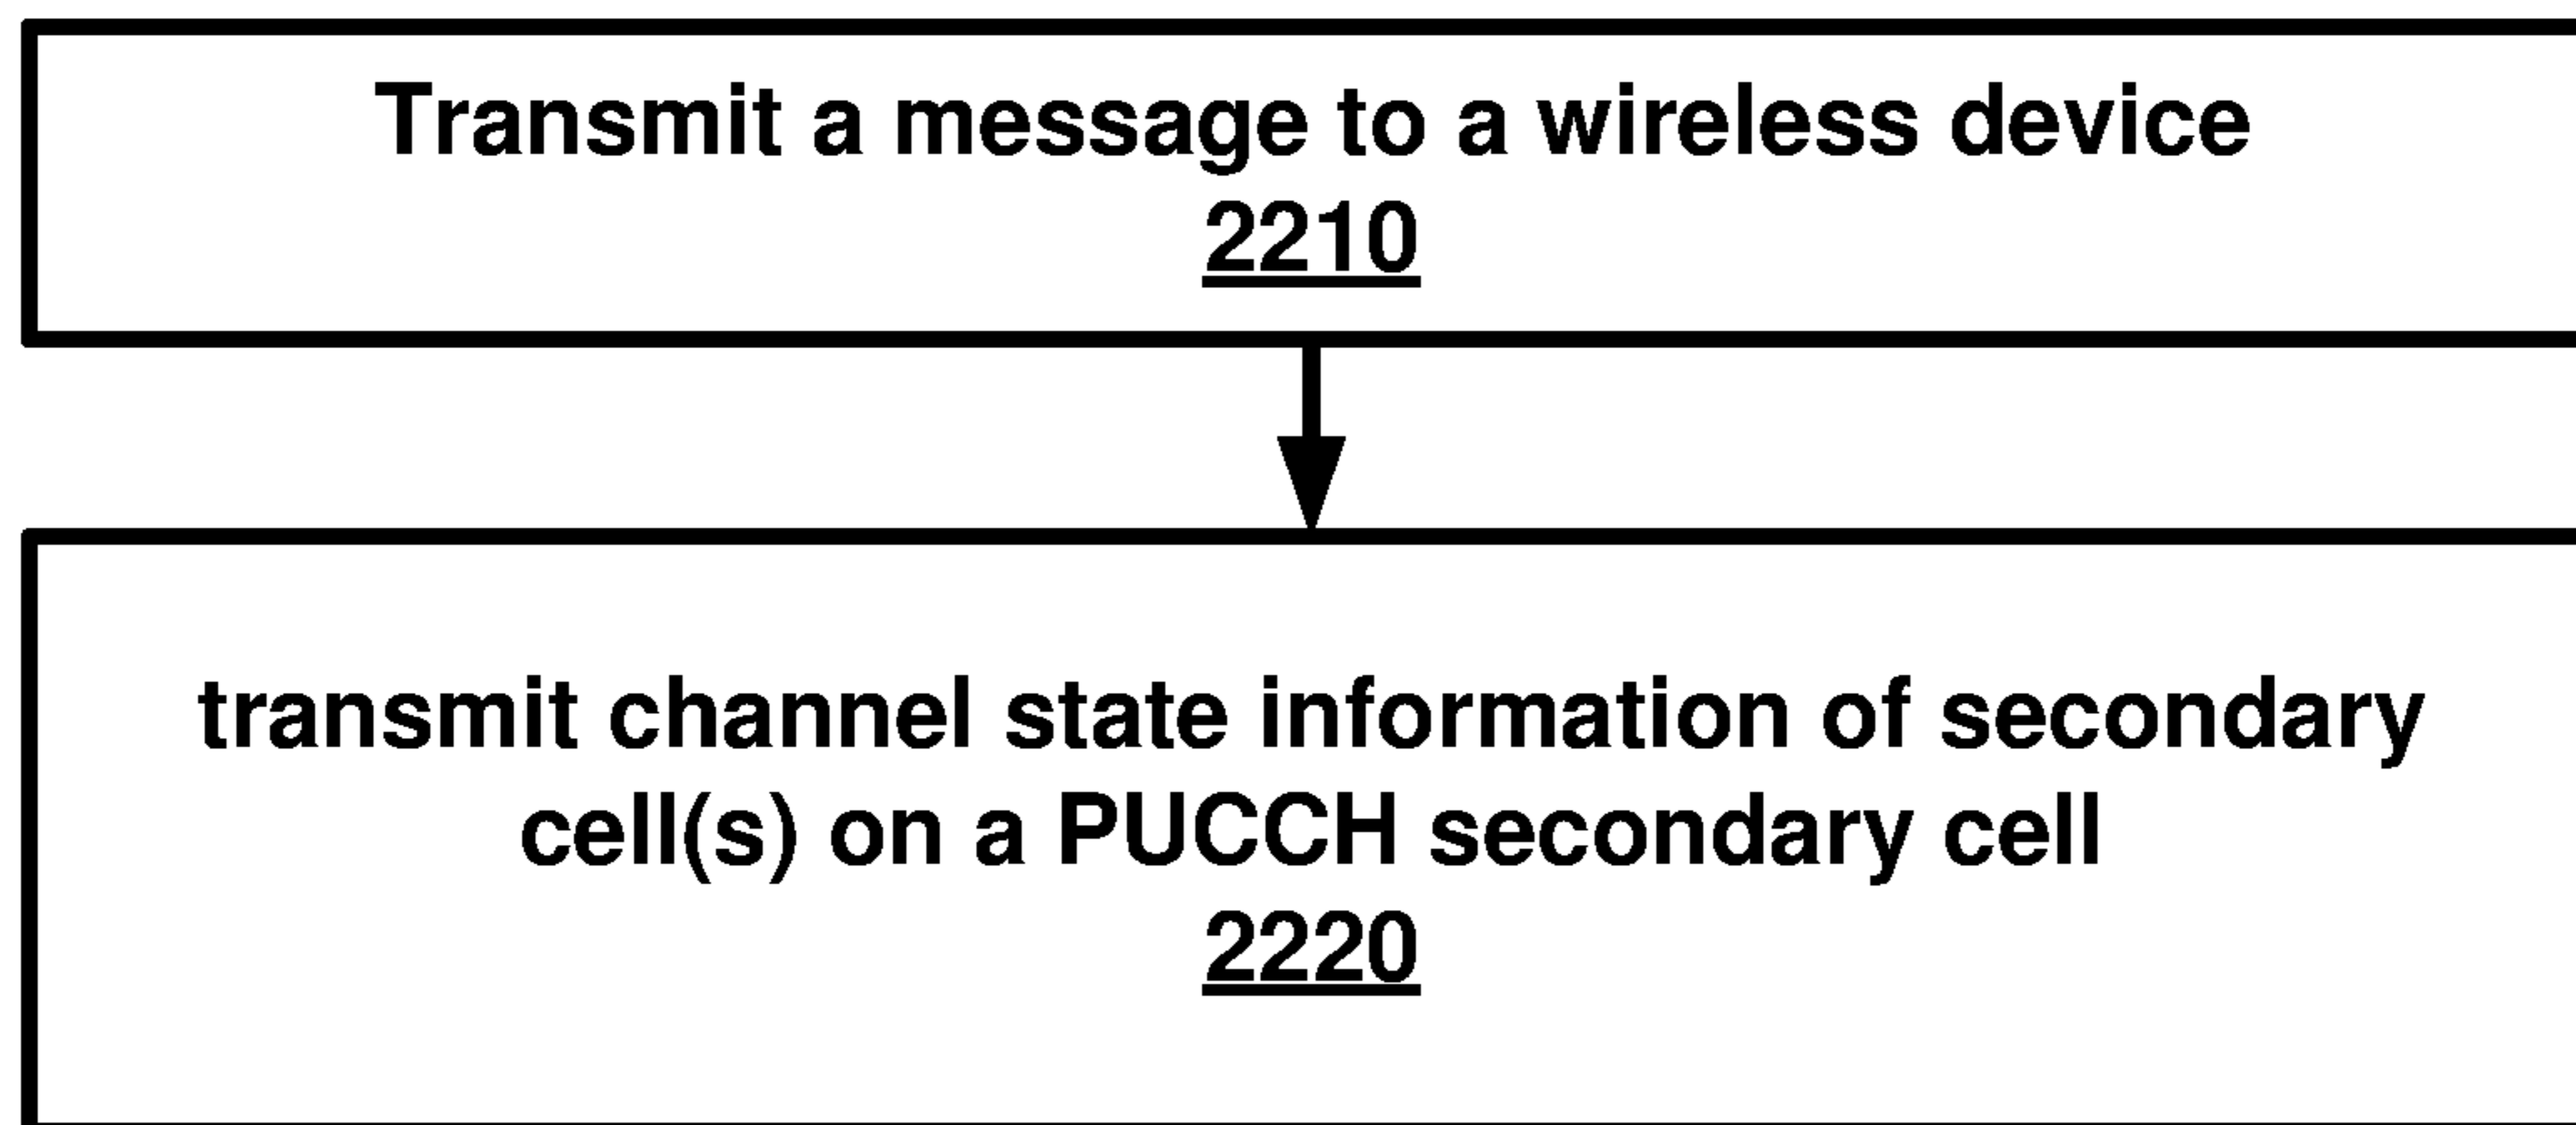 Transmit a message to a wireless device
2210
transmit channel state information of secondary
cell(s) on a PUCCH secondary cell
2220